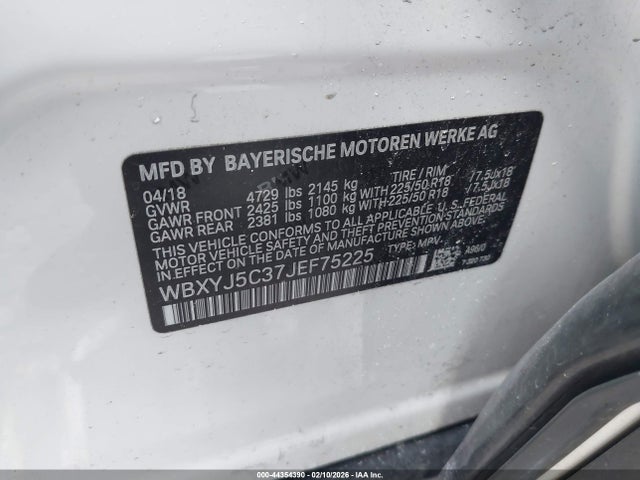 MFD BY BAYERISCHE MOTOREN WERKE AG
04/18 TIRE / RIM
GVWR 4729 lbs 2145 kg
GAWR FRONT 2425 lbs 1100 kg WITH 225/50 R18 /7.5Jx18
GAWR REAR 2381 lbs 1080 kg WITH 225/50 R18 /7.5Jx18
THIS VEHICLE CONFORMS TO ALL APPLICABLE U.S. FEDERAL
MOTOR VEHICLE SAFETY STANDARDS IN EFFECT
ON THE DATE OF MANUFACTURE SHOWN ABOVE.
WBXYJ5C37JEF75225 TYPE: MPV
A96/0
000-44354390 - 02/10/2026 - IAA Inc.